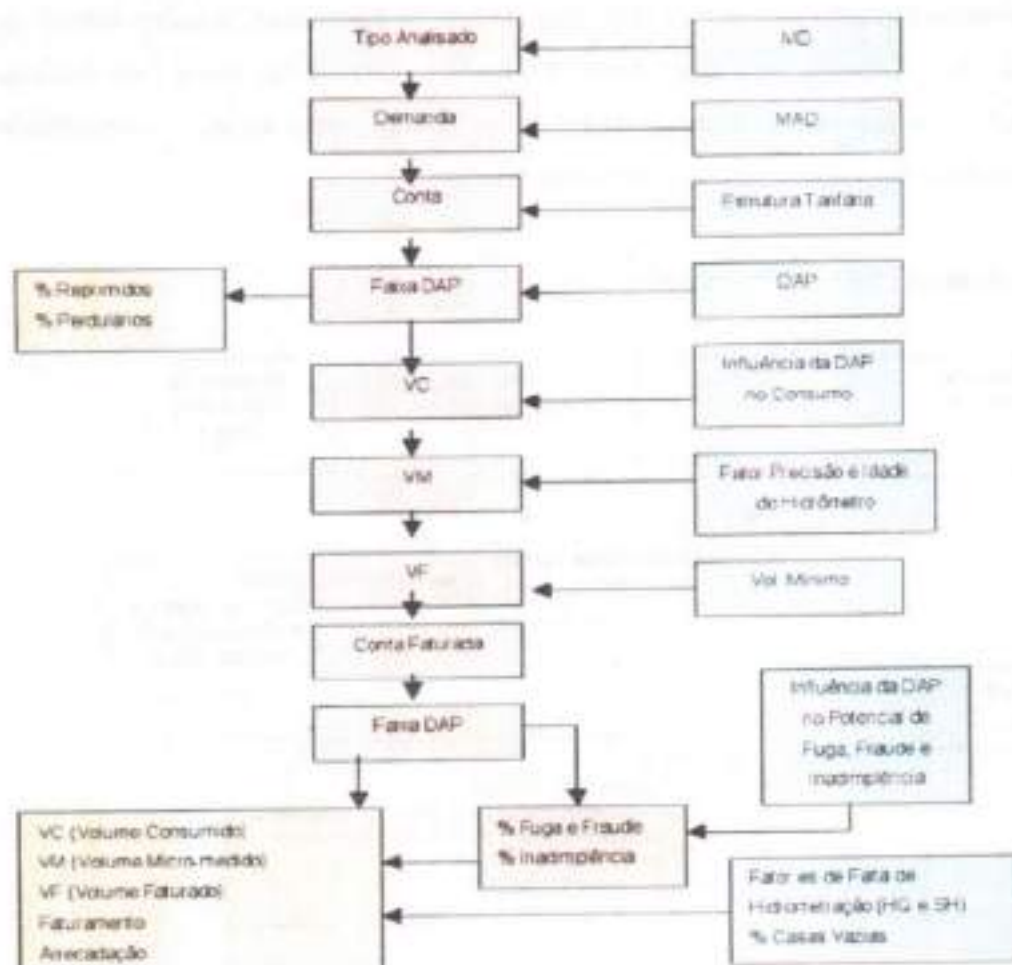 Tipo Analisado
MD
Demanda
MAD
Conta
Estrutura Tarifária
% Reprimidos
% Perdulários
Faixa DAP
DAP
VC
Influência da DAP
no Consumo
VM
Fator Precisão e Idade
do Hidrômetro
VF
Vol. Mínimo
Conta Faturada
Faixa DAP
Influência da DAP
no Potencial de
Fuga, Fraude e
Inadimplência
VC (Volume Consumido)
VM (Volume Micro-medido)
VF (Volume Faturado)
Faturamento
Arrecadação
% Fuga e Fraude
% Inadimplência
Fatores de Falta de
Hidrometração (HG e SH)
% Casas Vazias